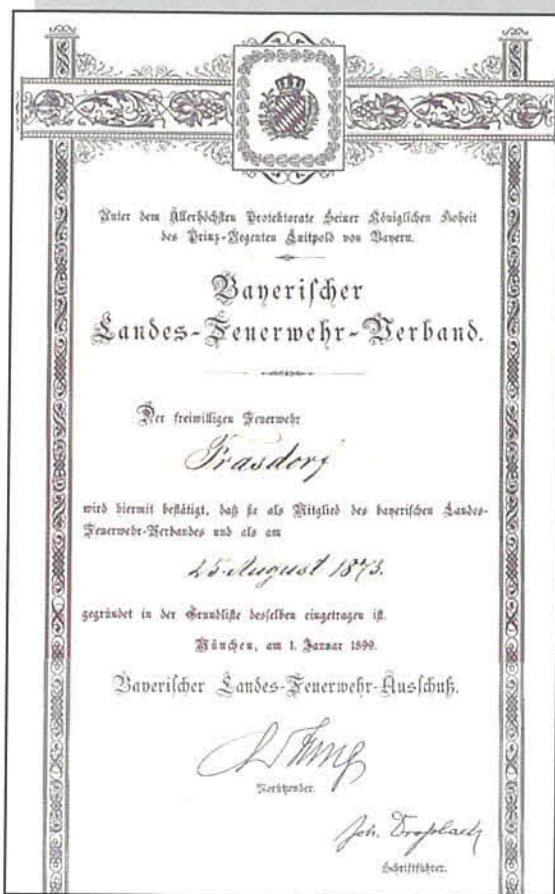 Unter dem Allerhöchsten Protektorate Seiner Königlichen Hoheit
des Prinz-Regenten Luitpold von Bayern.
Bayerischer
Landes-Feuerwehr-Verband.
Der freiwilligen Feuerwehr
Frasdorf
wird hiermit bestätigt, daß sie als Mitglied des bayerischen Landes-
Feuerwehr-Verbandes und als am
25. August 1873.
gegründet in der Grundliste desselben eingetragen ist.
München, am 1. Januar 1899.
Bayerischer Landes-Feuerwehr-Ausschuß.
Vorsitzender.
Joh.
Schriftführer.